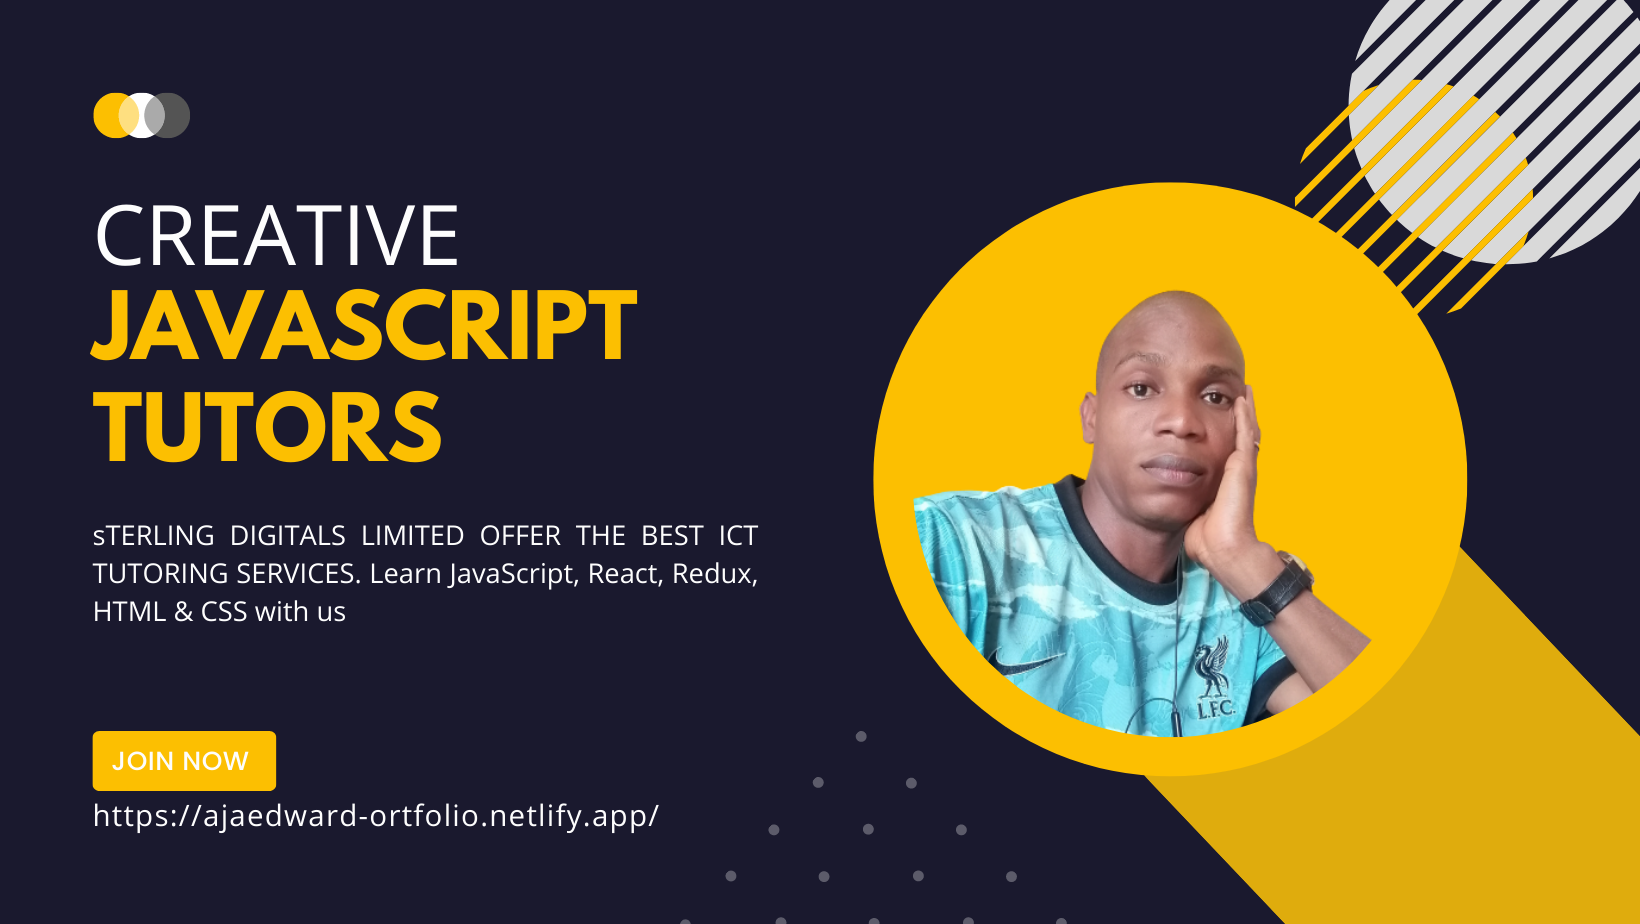 CREATIVE
JAVASCRIPT
TUTORS
sTERLING DIGITALS LIMITED OFFER THE BEST ICT
TUTORING SERVICES. Learn JavaScript, React, Redux,
HTML & CSS with us
L.F.C.
JOIN NOW
https://ajaedward-ortfolio.netlify.app/